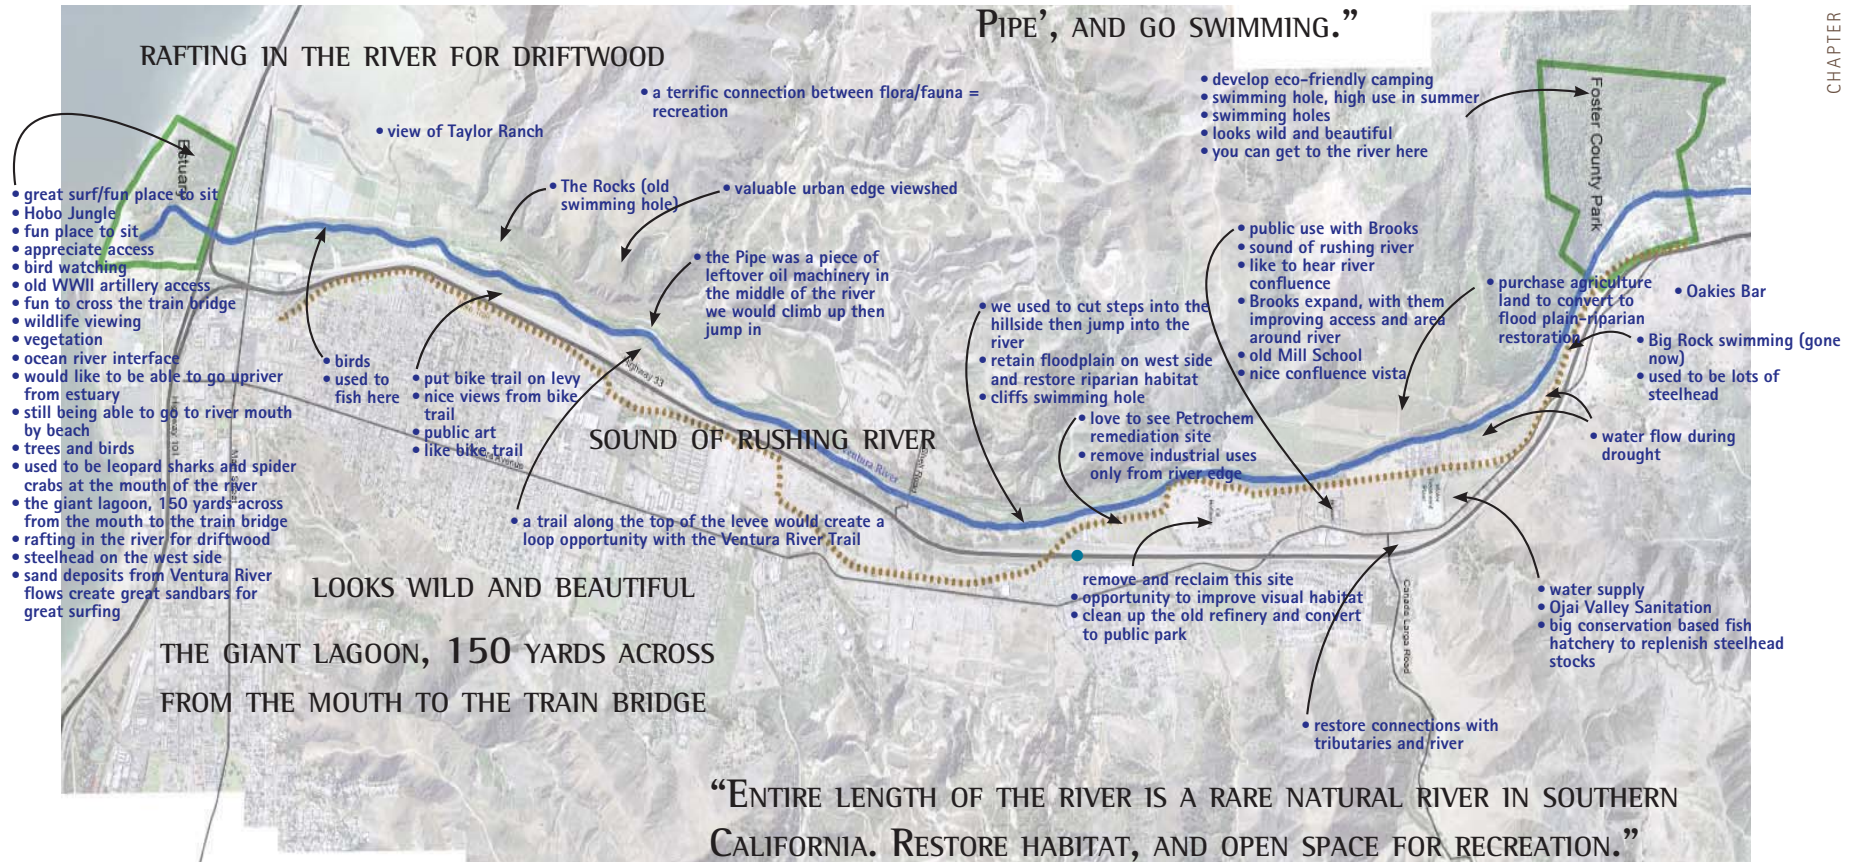 CHAPTER
PIPE’, AND GO SWIMMING.”
RAFTING IN THE RIVER FOR DRIFTWOOD
• a terrific connection between flora/fauna =
recreation
• view of Taylor Ranch
• develop eco-friendly camping
• swimming hole, high use in summer
• swimming holes
• looks wild and beautiful
• you can get to the river here
Foster County Park
Estuary
• great surf/fun place to sit
• Hobo Jungle
• fun place to sit
• appreciate access
• bird watching
• old WWII artillery access
• fun to cross the train bridge
• wildlife viewing
• vegetation
• ocean river interface
• would like to be able to go upriver
from estuary
• still being able to go to river mouth
by beach
• trees and birds
• used to be leopard sharks and spider
crabs at the mouth of the river
• the giant lagoon, 150 yards across
from the mouth to the train bridge
• rafting in the river for driftwood
• steelhead on the west side
• sand deposits from Ventura River
flows create great sandbars for
great surfing
• The Rocks (old
swimming hole)
• valuable urban edge viewshed
• the Pipe was a piece of
leftover oil machinery in
the middle of the river
we would climb up then
jump in
• birds
• used to
fish here
• put bike trail on levy
• nice views from bike
trail
• public art
• like bike trail
Highway 33
Highway 101
Main Street
Ventura River
SOUND OF RUSHING RIVER
• a trail along the top of the levee would create a
loop opportunity with the Ventura River Trail
• we used to cut steps into the
hillside then jump into the
river
• retain floodplain on west side
and restore riparian habitat
• cliffs swimming hole
• public use with Brooks
• sound of rushing river
• like to hear river
confluence
• Brooks expand, with them
improving access and area
around river
• old Mill School
• nice confluence vista
• love to see Petrochem
remediation site
• remove industrial uses
only from river edge
• purchase agriculture
land to convert to
flood plain-riparian
restoration
• Oakies Bar
• Big Rock swimming (gone
now)
• used to be lots of
steelhead
• water flow during
drought
remove and reclaim this site
• opportunity to improve visual habitat
• clean up the old refinery and convert
to public park
• water supply
• Ojai Valley Sanitation
• big conservation based fish
hatchery to replenish steelhead
stocks
Canada Larga Road
• restore connections with
tributaries and river
LOOKS WILD AND BEAUTIFUL
THE GIANT LAGOON, 150 YARDS ACROSS
FROM THE MOUTH TO THE TRAIN BRIDGE
“ENTIRE LENGTH OF THE RIVER IS A RARE NATURAL RIVER IN SOUTHERN
CALIFORNIA. RESTORE HABITAT, AND OPEN SPACE FOR RECREATION.”